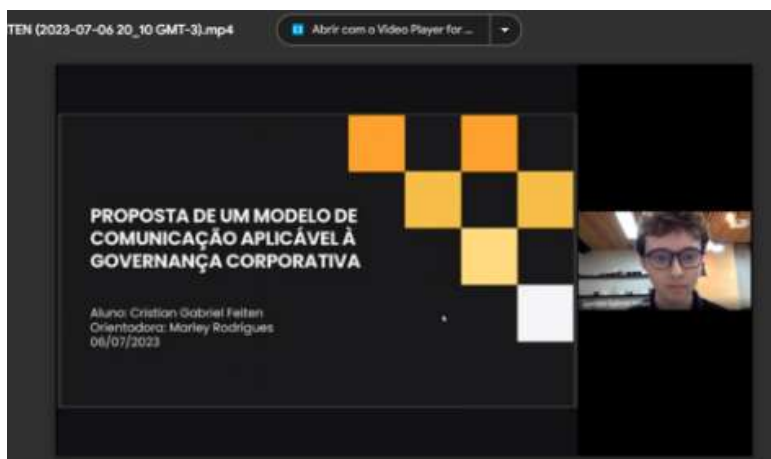 TEN (2023-07-06 20_10 GMT-3).mp4
Abrir com o Video Player for ...
PROPOSTA DE UM MODELO DE
COMUNICAÇÃO APLICÁVEL À
GOVERNANÇA CORPORATIVA
Aluno: Cristian Gabriel Feiten
Orientadora: Marley Rodrigues
06/07/2023